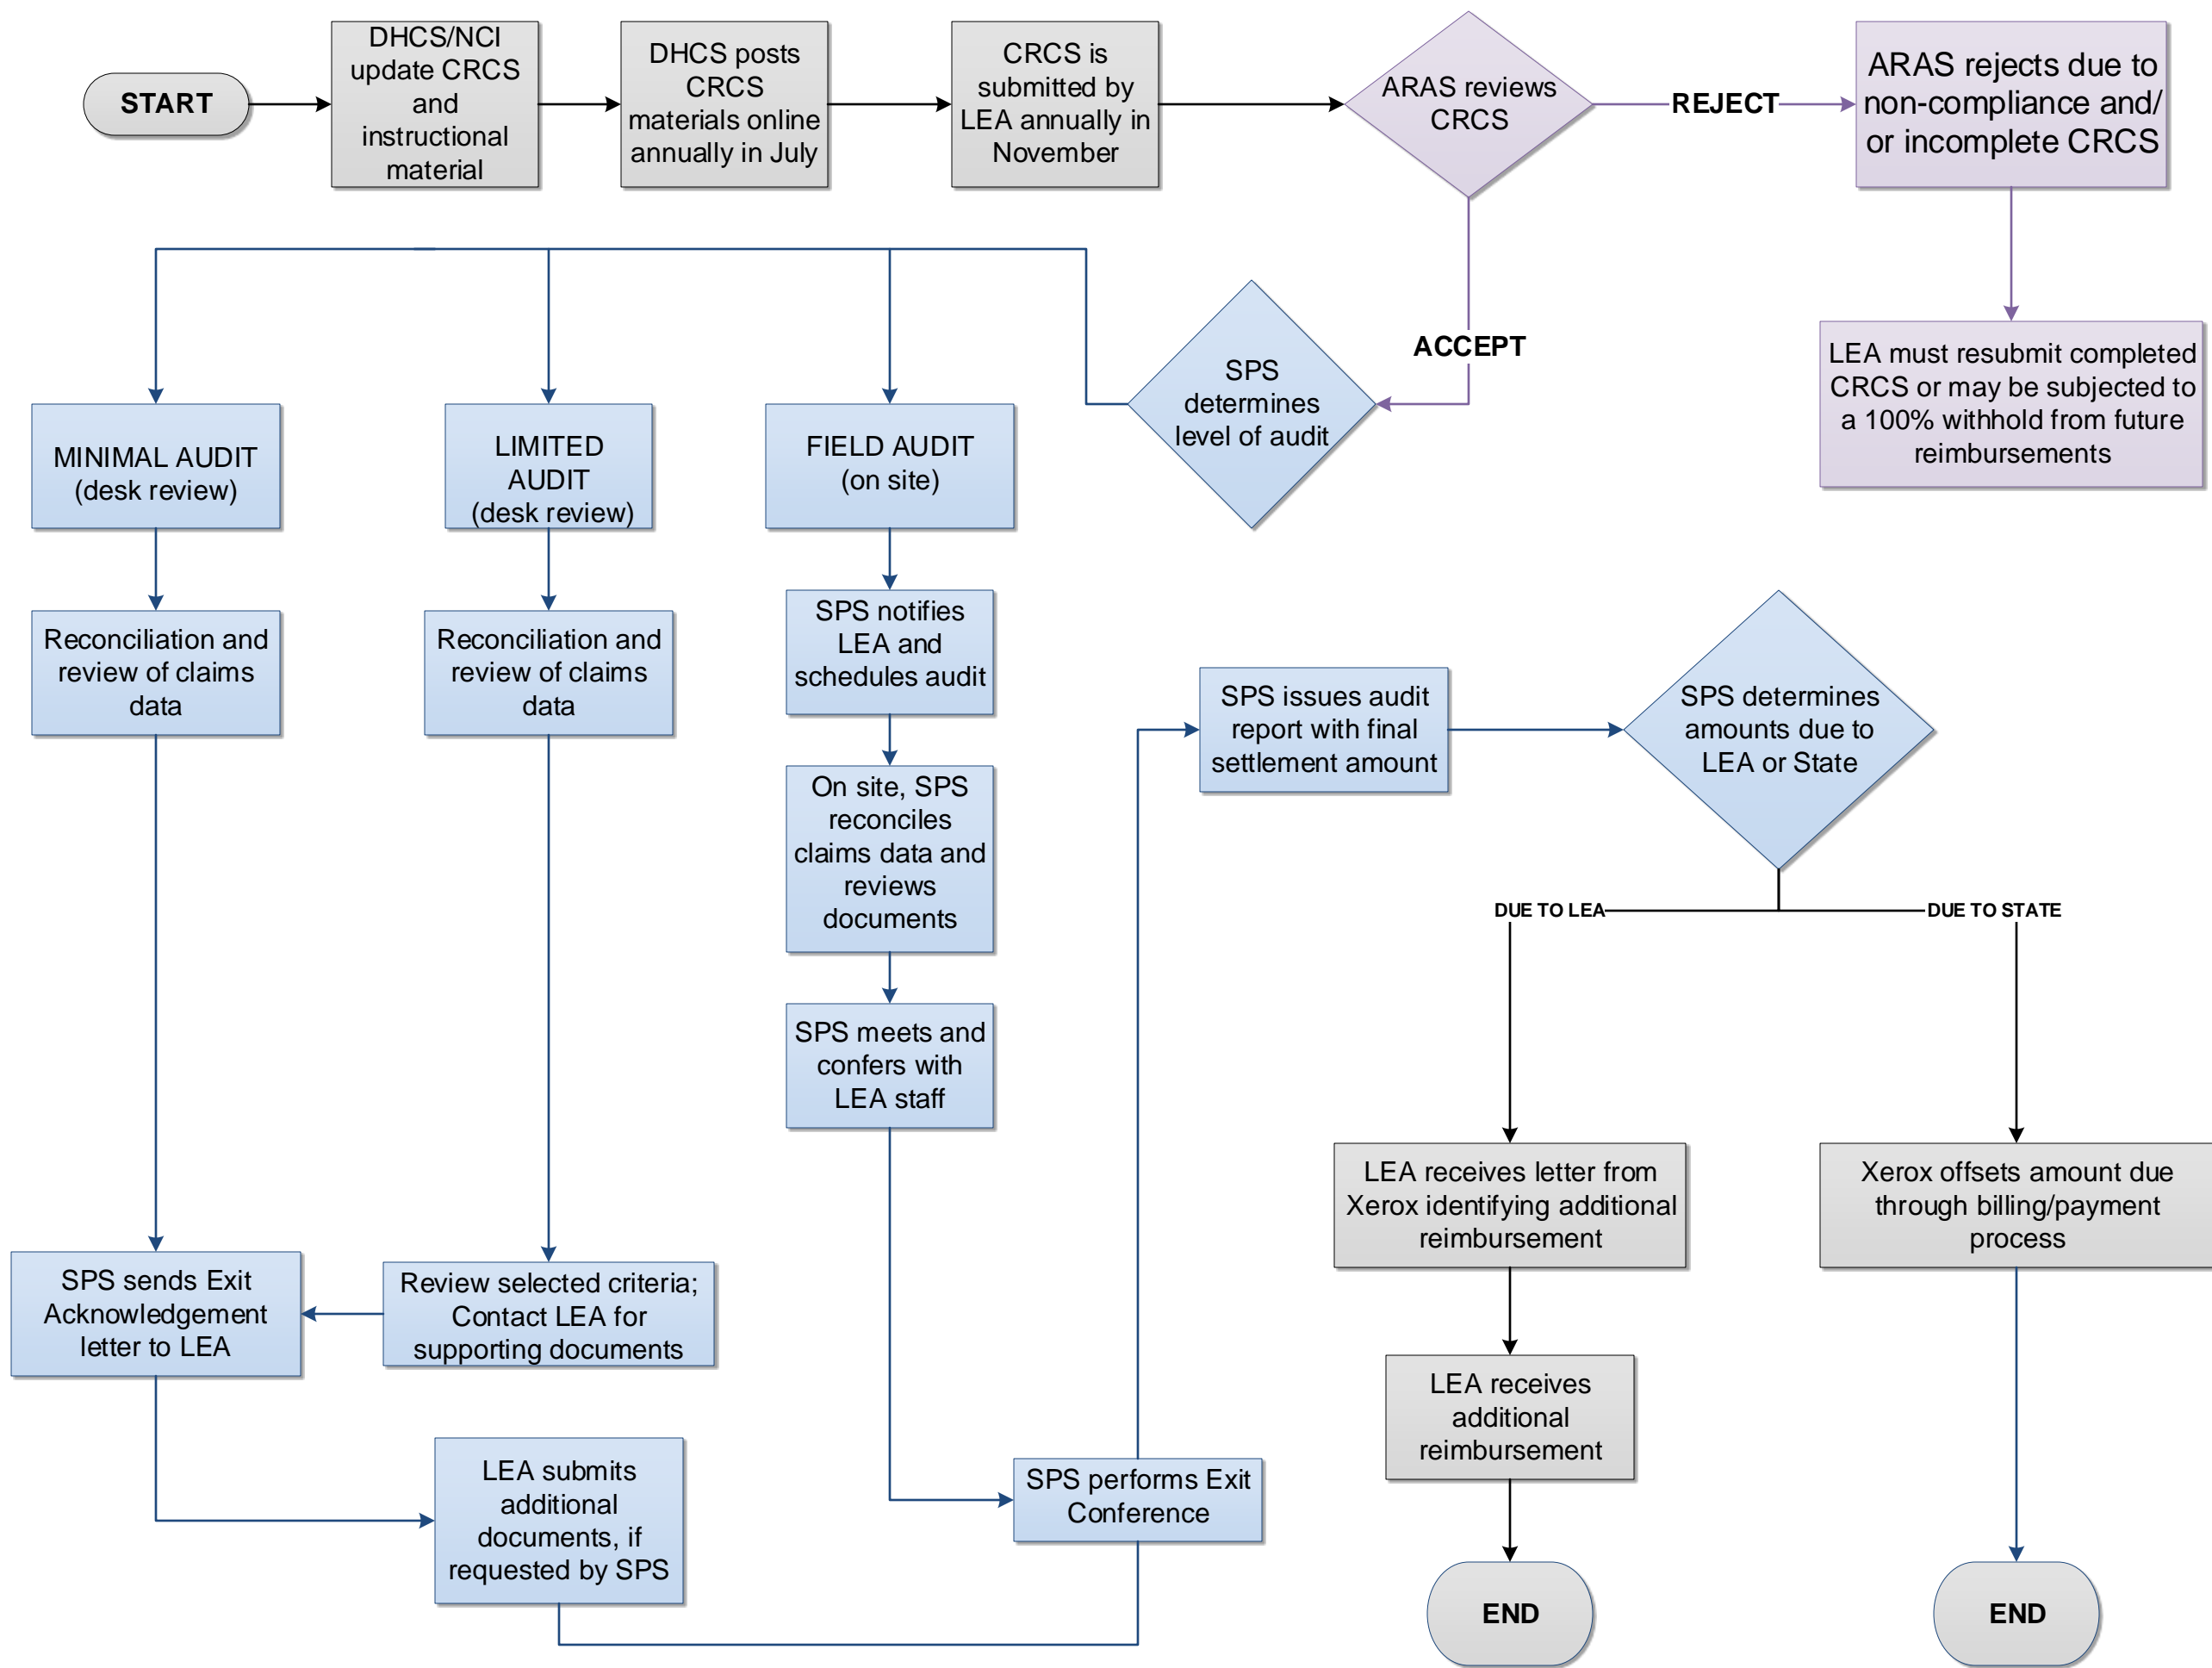 START
DHCS/NCI
update CRCS
and
instructional
material
DHCS posts
CRCS
materials online
annually in July
CRCS is
submitted by
LEA annually in
November
ARAS reviews
CRCS
REJECT
ARAS rejects due to
non-compliance and/
or incomplete CRCS
LEA must resubmit completed
CRCS or may be subjected to
a 100% withhold from future
reimbursements
ACCEPT
SPS
determines
level of audit
MINIMAL AUDIT
(desk review)
LIMITED
AUDIT
(desk review)
FIELD AUDIT
(on site)
Reconciliation and
review of claims
data
Reconciliation and
review of claims
data
SPS notifies
LEA and
schedules audit
On site, SPS
reconciles
claims data and
reviews
documents
SPS meets and
confers with
LEA staff
SPS sends Exit
Acknowledgement
letter to LEA
Review selected criteria;
Contact LEA for
supporting documents
LEA submits
additional
documents, if
requested by SPS
SPS performs Exit
Conference
SPS issues audit
report with final
settlement amount
SPS determines
amounts due to
LEA or State
DUE TO LEA
DUE TO STATE
LEA receives letter from
Xerox identifying additional
reimbursement
Xerox offsets amount due
through billing/payment
process
LEA receives
additional
reimbursement
END
END